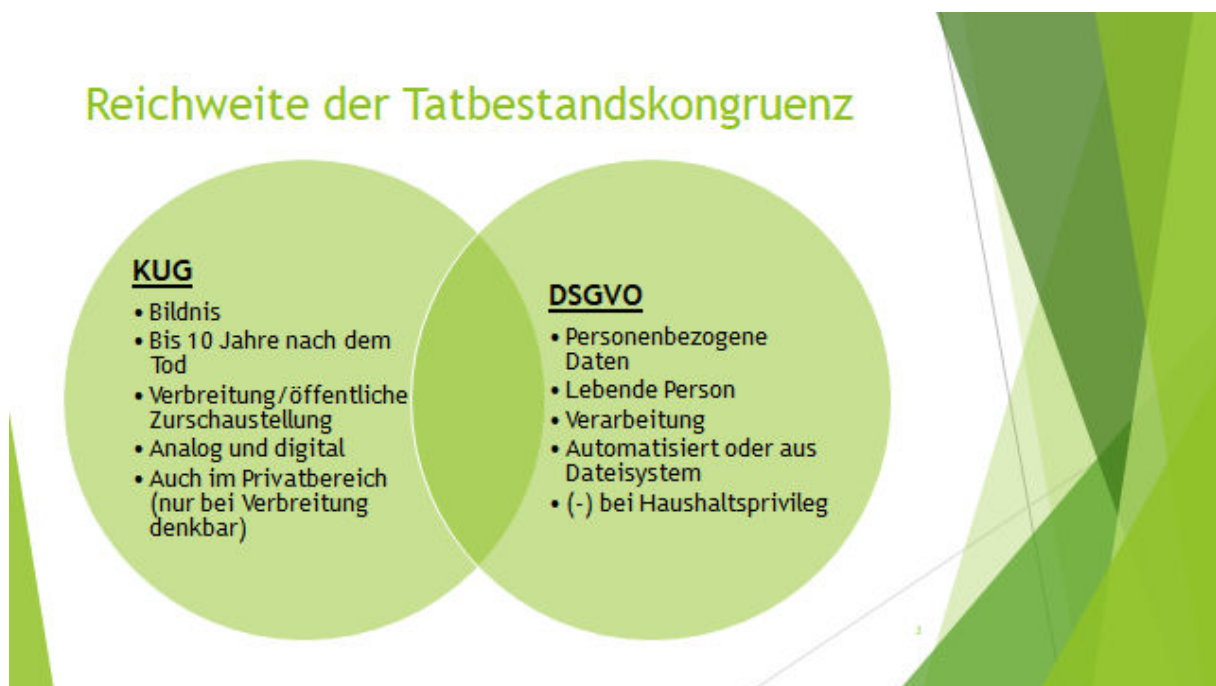 Reichweite der Tatbestandskongruenz
KUG
• Bildnis
• Bis 10 Jahre nach dem
Tod
• Verbreitung/öffentliche
Zurschaustellung
• Analog und digital
• Auch im Privatbereich
(nur bei Verbreitung
denkbar)
DSGVO
• Personenbezogene
Daten
• Lebende Person
• Verarbeitung
• Automatisiert oder aus
Dateisystem
• (-) bei Haushaltsprivileg
3